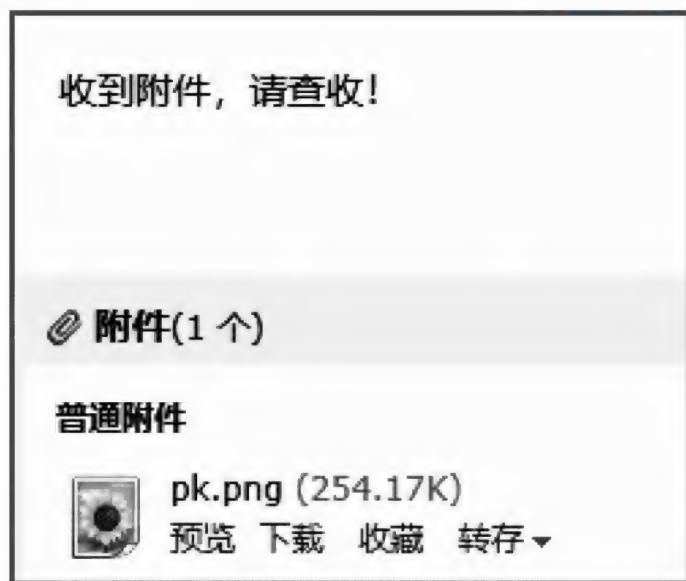 收到附件，请查收！
附件(1 个)
普通附件
pk.png (254.17K)
预览 下载 收藏 转存